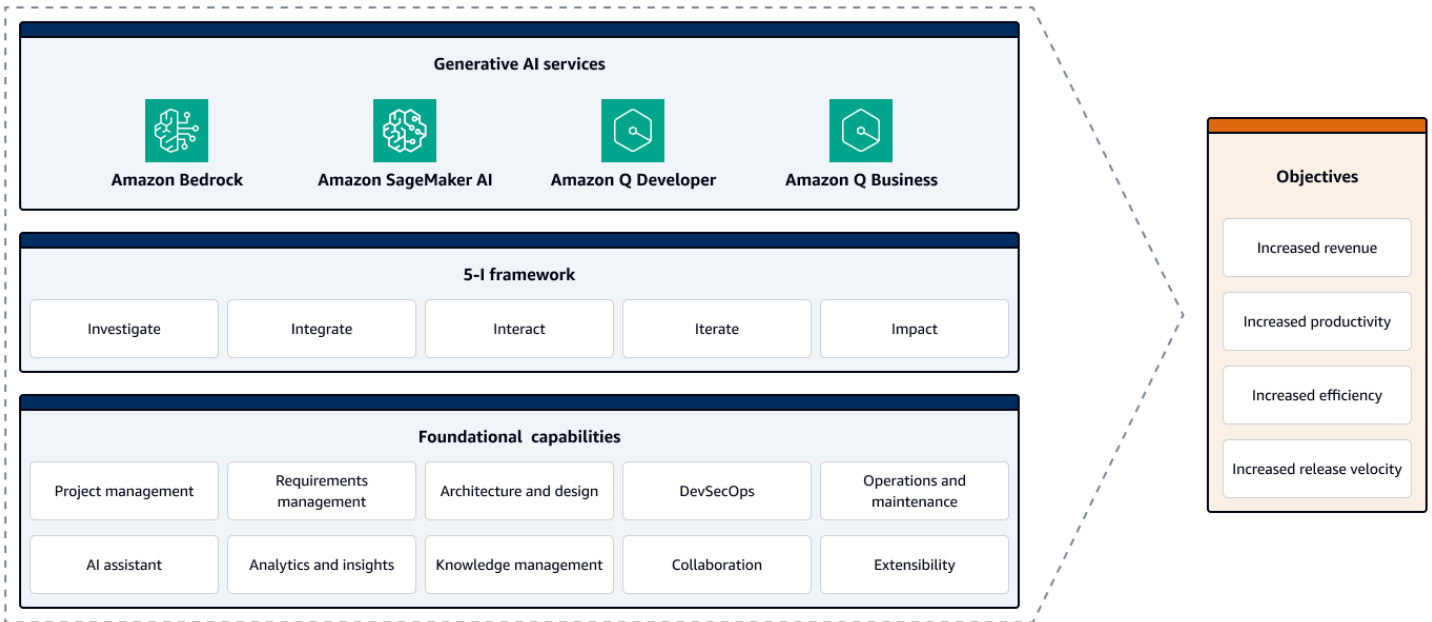 Generative AI services
Amazon Bedrock
Amazon SageMaker AI
Amazon Q Developer
Amazon Q Business
5-I framework
Investigate
Integrate
Interact
Iterate
Impact
Foundational capabilities
Project management
Requirements
management
Architecture and design
DevSecOps
Operations and
maintenance
AI assistant
Analytics and insights
Knowledge management
Collaboration
Extensibility
Objectives
Increased revenue
Increased productivity
Increased efficiency
Increased release velocity